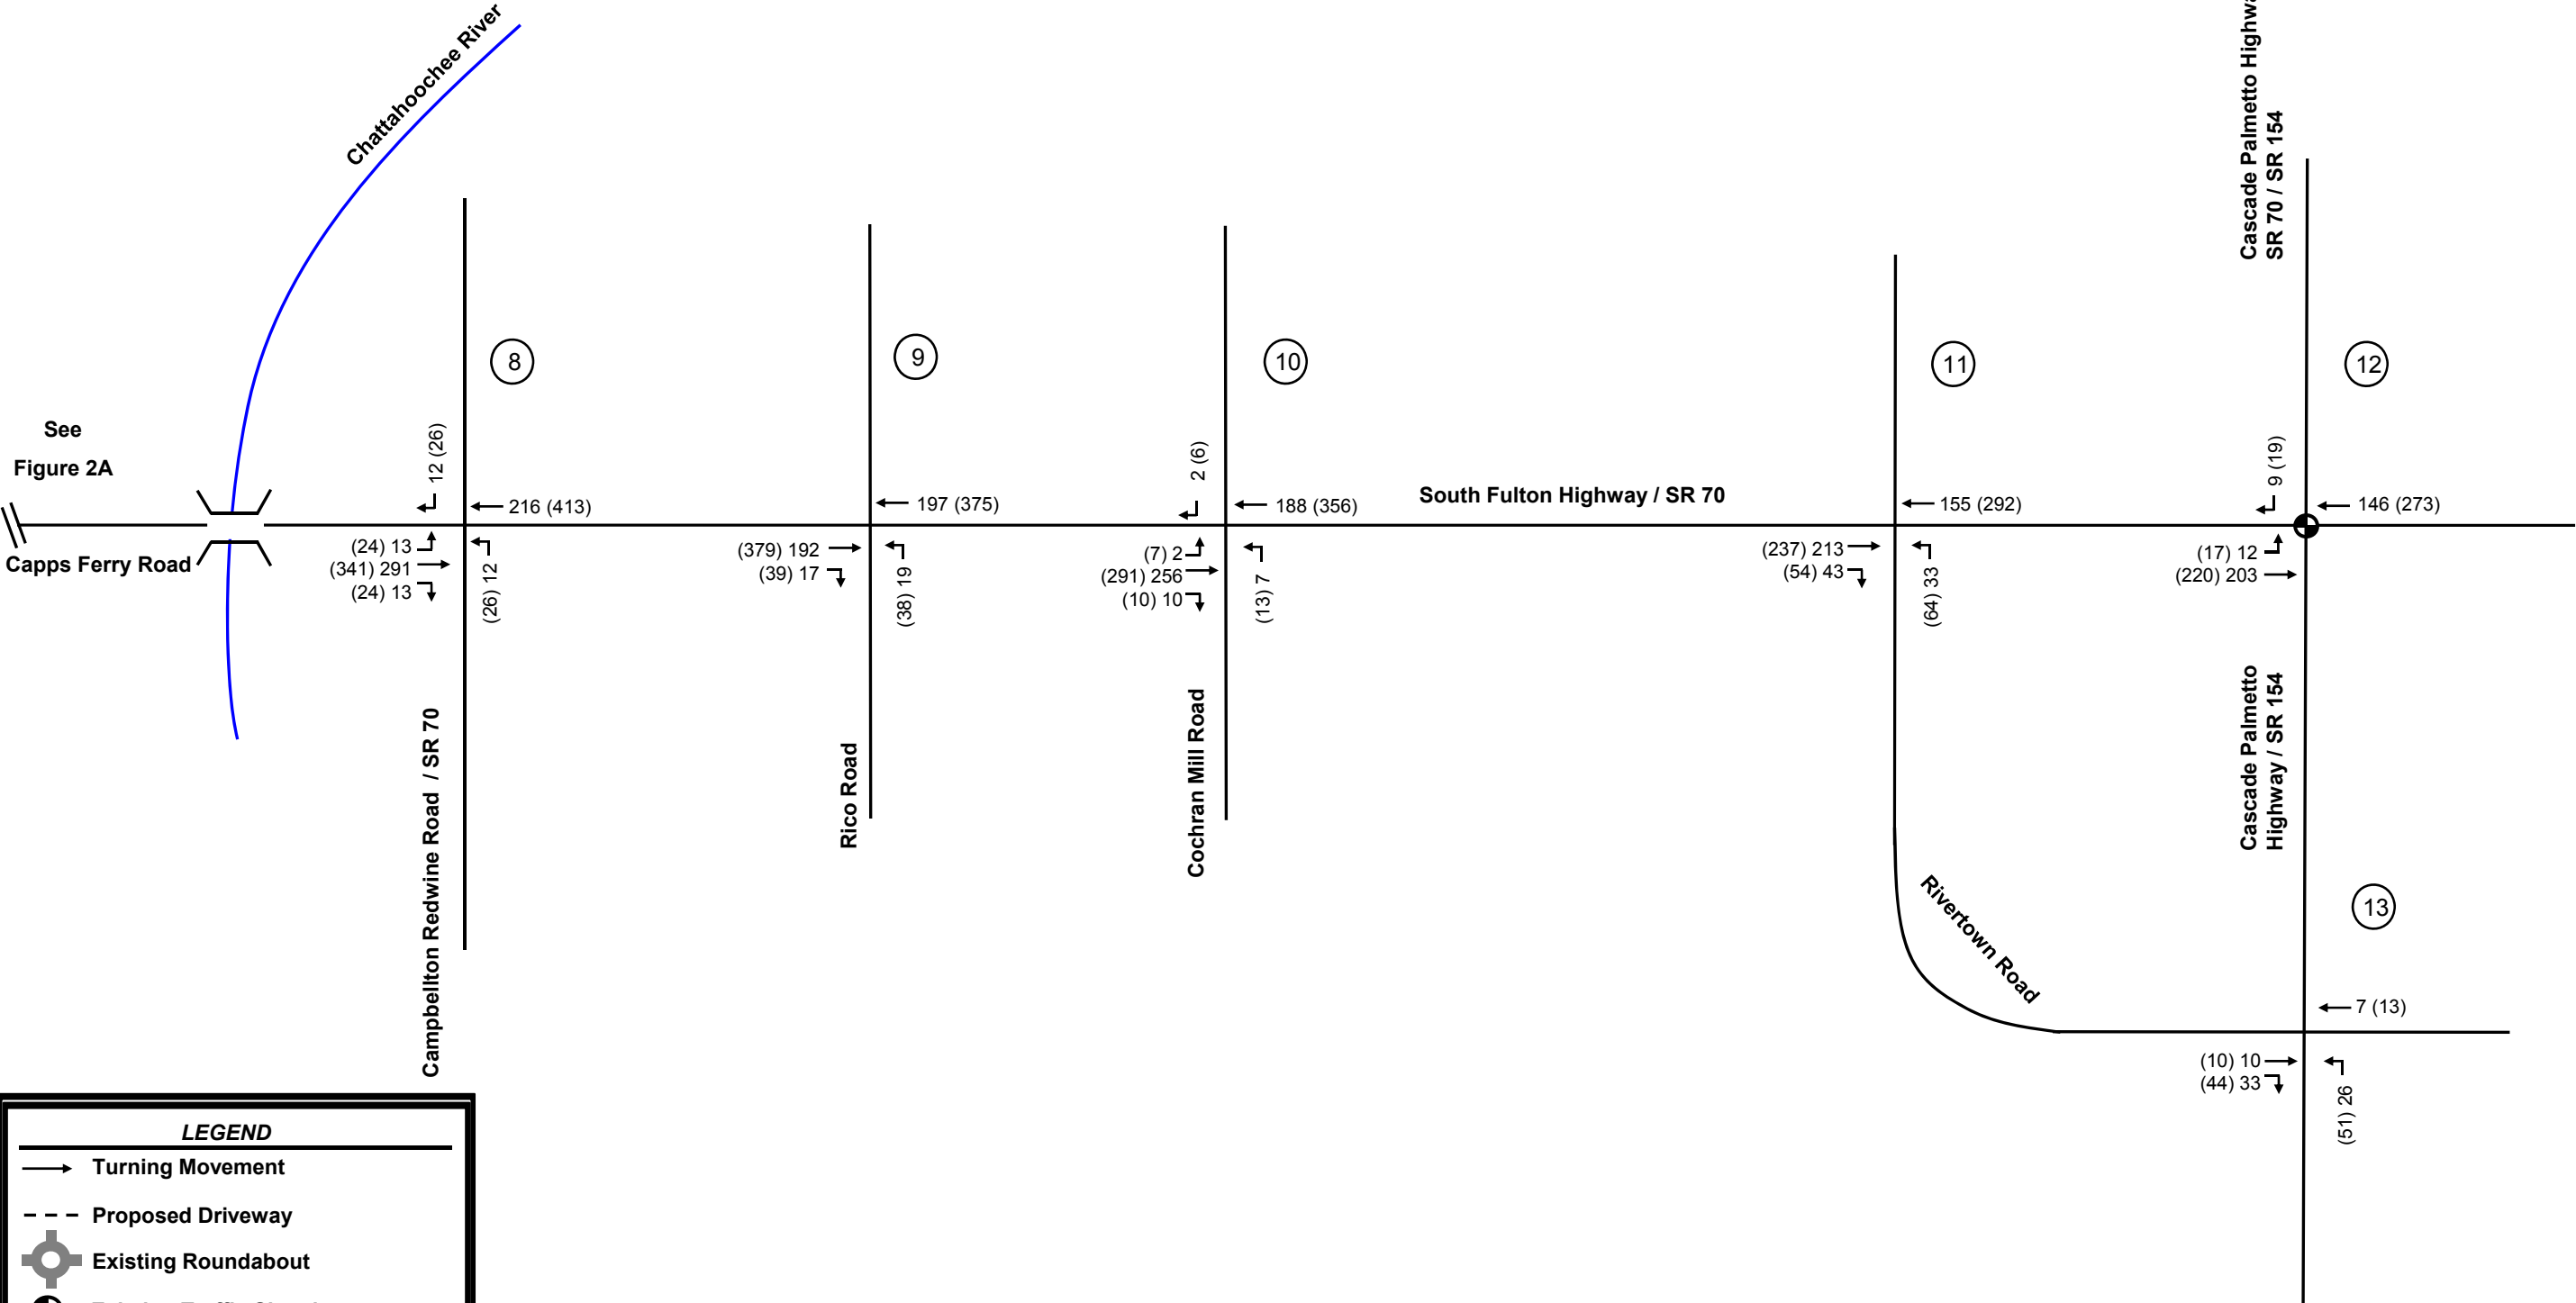 Chattahoochee River
Cascade Palmetto Highwa
SR 70 / SR 154
8
9
10
11
12
See
Figure 2A
Capps Ferry Road
12 (26)
216 (413)
(24) 13
(341) 291
(24) 13
(26) 12
197 (375)
(379) 192
(39) 17
(38) 19
2 (6)
188 (356)
(7) 2
(291) 256
(10) 10
(13) 7
South Fulton Highway / SR 70
155 (292)
(237) 213
(54) 43
(64) 33
9 (19)
146 (273)
(17) 12
(220) 203
Campbellton Redwine Road / SR 70
Rico Road
Cochran Mill Road
Rivertown Road
Cascade Palmetto
Highway / SR 154
13
7 (13)
(10) 10
(44) 33
(51) 26
LEGEND
Turning Movement
Proposed Driveway
Existing Roundabout